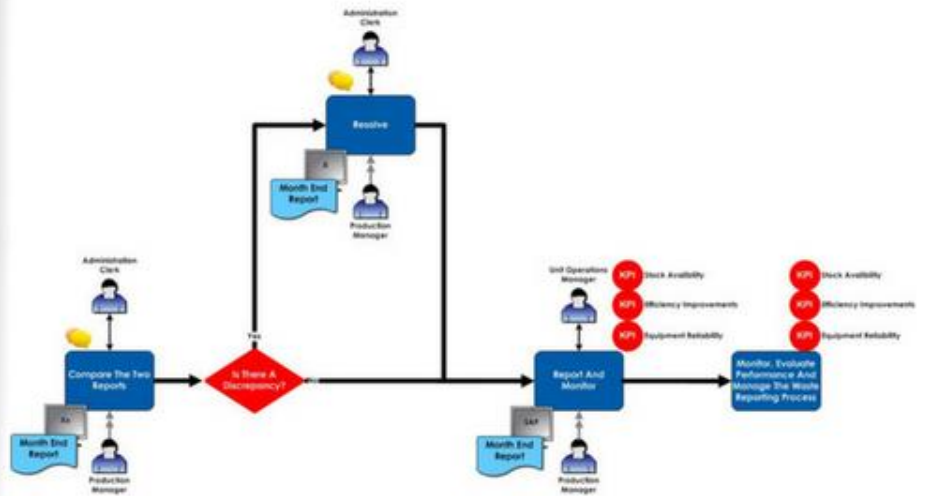 Administration
Clerk
Resolve
Month End
Report
Production
Manager
Administration
Clerk
Compare The Two
Reports
Month End
Report
Production
Manager
Yes
Is There A
Discrepancy?
Unit Operations
Manager
KPI Stock Availbility
KPI Efficiency Improvements
KPI Equipment Reliability
Report And
Monitor
SAP
Month End
Report
Production
Manager
KPI Stock Availbility
KPI Efficiency Improvements
KPI Equipment Reliability
Monitor, Evaluate
Performance And
Manage The Waste
Reporting Process